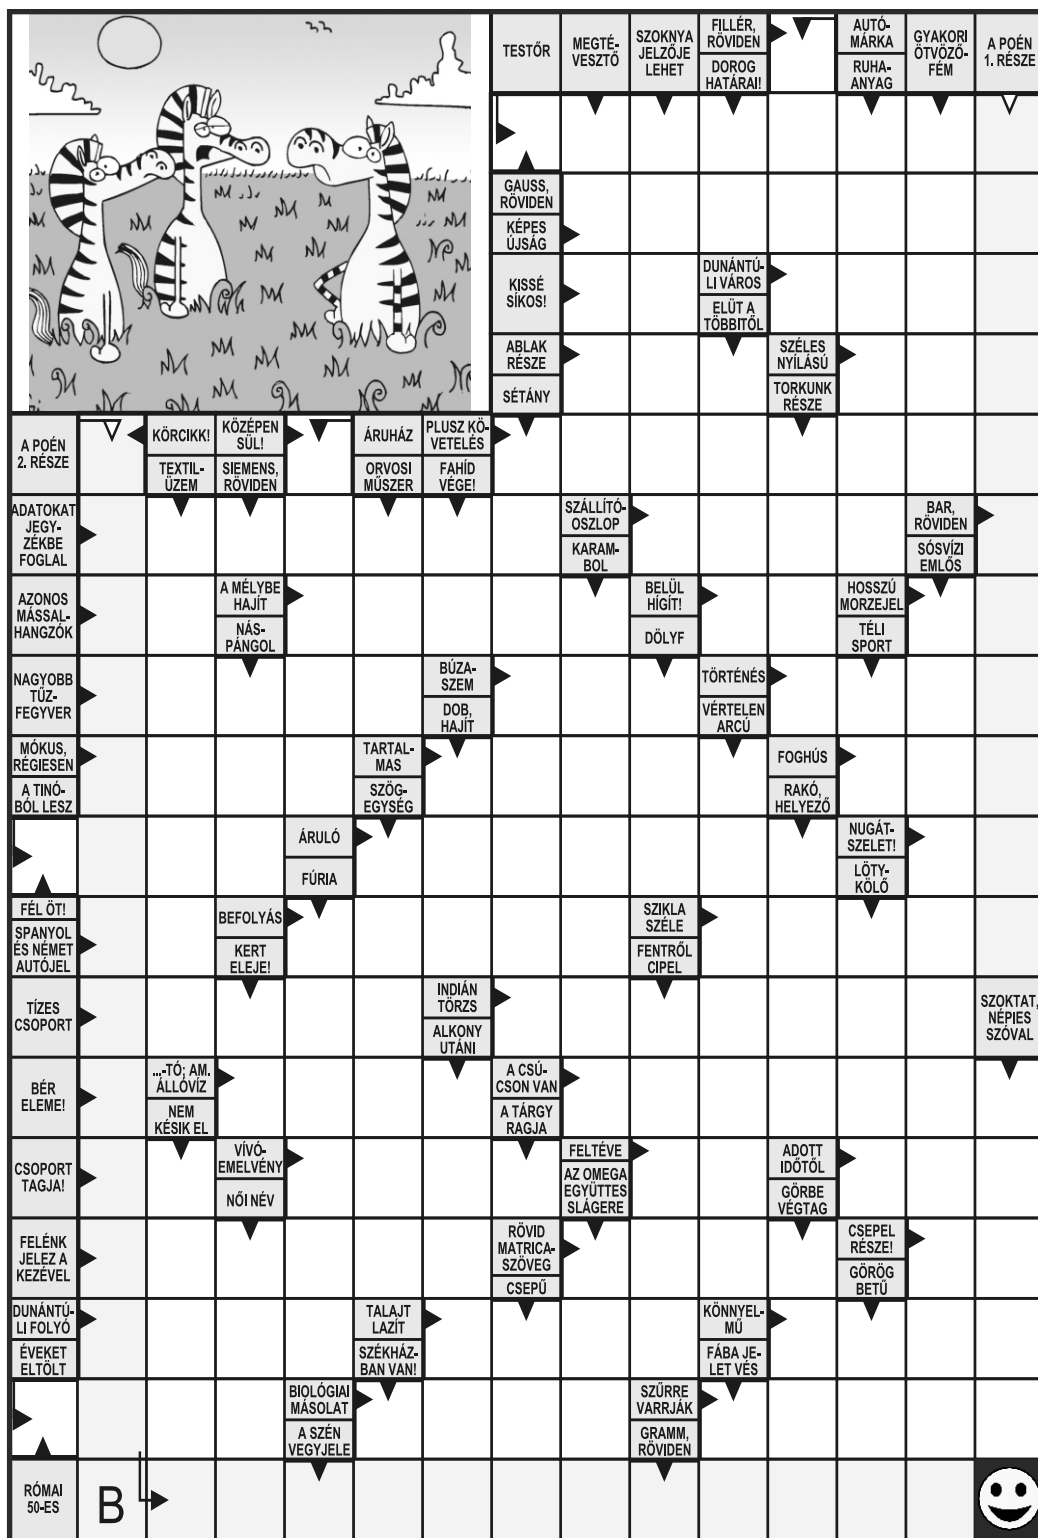 TESTŐR
MEGTÉ-
VESZTŐ
SZOKNYA
JELZŐJE
LEHET
FILLÉR,
RÖVIDEN
DOROG
HATÁRAI!
AUTÓ-
MÁRKA
RUHA-
ANYAG
GYAKORI
ÖTVÖZŐ-
FÉM
A POÉN
1. RÉSZE
GAUSS,
RÖVIDEN
KÉPES
ÚJSÁG
KISSÉ
SÍKOS!
DUNÁNTÚ-
LI VÁROS
ELÜT A
TÖBBITŐL
ABLAK
RÉSZE
SÉTÁNY
SZÉLES
NYÍLÁSÚ
TORKUNK
RÉSZE
A POÉN
2. RÉSZE
KÖRCIKK!
TEXTIL-
ÜZEM
KÖZÉPEN
SÜL!
SIEMENS,
RÖVIDEN
ÁRUHÁZ
ORVOSI
MŰSZER
PLUSZ KÖ-
VETELÉS
FAHÍD
VÉGE!
ADATOKAT
JEGY-
ZÉKBE
FOGLAL
SZÁLLÍTÓ-
OSZLOP
KARAM-
BOL
BAR,
RÖVIDEN
SÓSVÍZI
EMLŐS
AZONOS
MÁSSAL-
HANGZÓK
A MÉLYBE
HAJÍT
NÁS-
PÁNGOL
BELÜL
HÍGÍT!
DÖLYF
HOSSZÚ
MORZEJEL
TÉLI
SPORT
NAGYOBB
TŰZ-
FEGYVER
BÚZA-
SZEM
DOB,
HAJÍT
TÖRTÉNÉS
VÉRTELEN
ARCÚ
MÓKUS,
RÉGIESEN
A TINÓ-
BÓL LESZ
TARTAL-
MAS
SZÖG-
EGYSÉG
FOGHÚS
RAKÓ,
HELYEZŐ
ÁRULÓ
FÚRIA
NUGÁT-
SZELET!
LÖTY-
KÖLŐ
FÉL ÖT!
SPANYOL
ÉS NÉMET
AUTÓJEL
BEFOLYÁS
KERT
ELEJE!
SZIKLA
SZÉLE
FENTRŐL
CIPEL
TÍZES
CSOPORT
INDIÁN
TÖRZS
ALKONY
UTÁNI
SZOKTAT,
NÉPIES
SZÓVAL
BÉR
ELEME!
...-TÓ; AM.
ÁLLÓVÍZ
NEM
KÉSIK EL
A CSÚ-
CSON VAN
A TÁRGY
RAGJA
CSOPORT
TAGJA!
VÍVÓ-
EMELVÉNY
NŐI NÉV
FELTÉVE
AZ OMEGA
EGYÜTTES
SLÁGERE
ADOTT
IDŐTŐL
GÖRBE
VÉGTAG
FELÉNK
JELEZ A
KEZÉVEL
RÖVID
MATRICA-
SZÖVEG
CSEPŰ
CSEPEL
RÉSZE!
GÖRÖG
BETŰ
DUNÁNTÚ-
LI FOLYÓ
ÉVEKET
ELTÖLT
TALAJT
LAZÍT
SZÉKHÁZ-
BAN VAN!
KÖNNYEL-
MŰ
FÁBA JE-
LET VÉS
BIOLÓGIAI
MÁSOLAT
A SZÉN
VEGYJELE
SZŰRRE
VARRJÁK
GRAMM,
RÖVIDEN
RÓMAI
50-ES
B